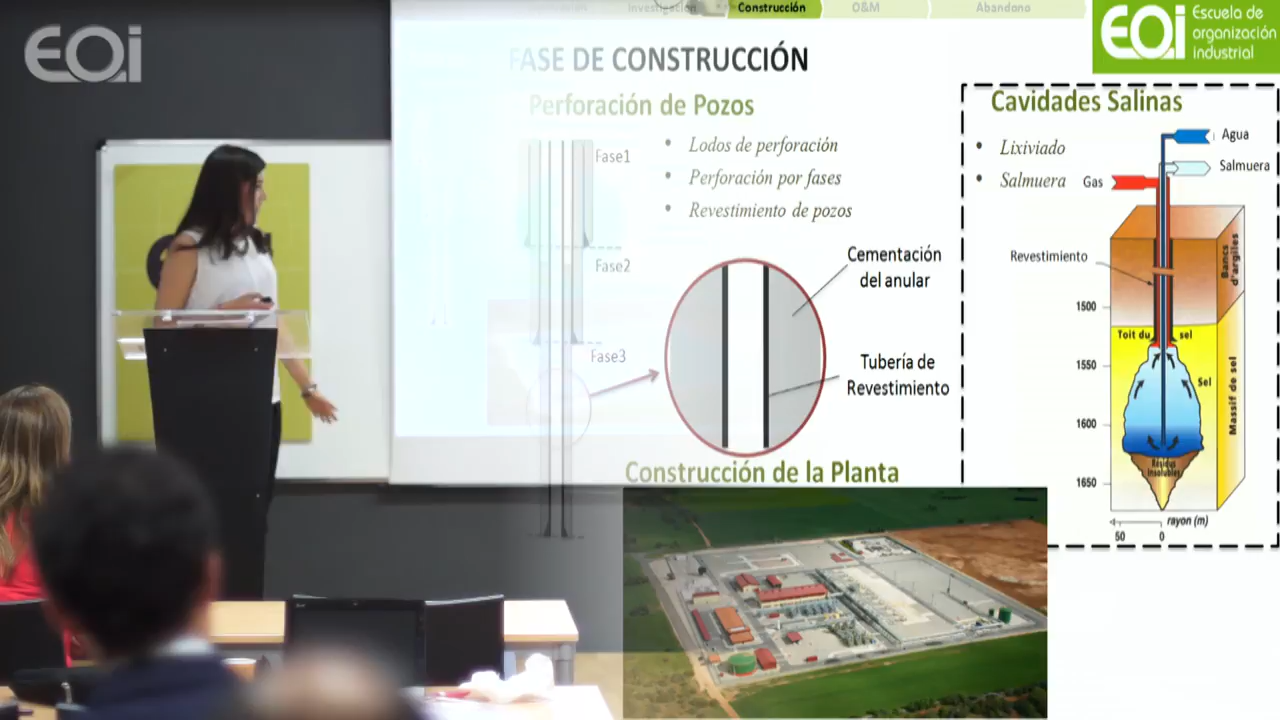 EOi
Investigación
Construcción
O&M
Abandono
EOi Escuela de
organización
industrial
FASE DE CONSTRUCCIÓN
Perforación de Pozos
Fase1
Fase2
Fase3
• Lodos de perforación
• Perforación por fases
• Revestimiento de pozos
Cementación
del anular
Tubería de
Revestimiento
Construcción de la Planta
Cavidades Salinas
• Lixiviado
• Salmuera
Agua
Salmuera
Gas
Revestimiento
Bancs
d'argiles
1500
Toit du sel
1550
Sel
Massif de sel
1600
Résidus
Insolubles
1650
rayon (m)
50
0